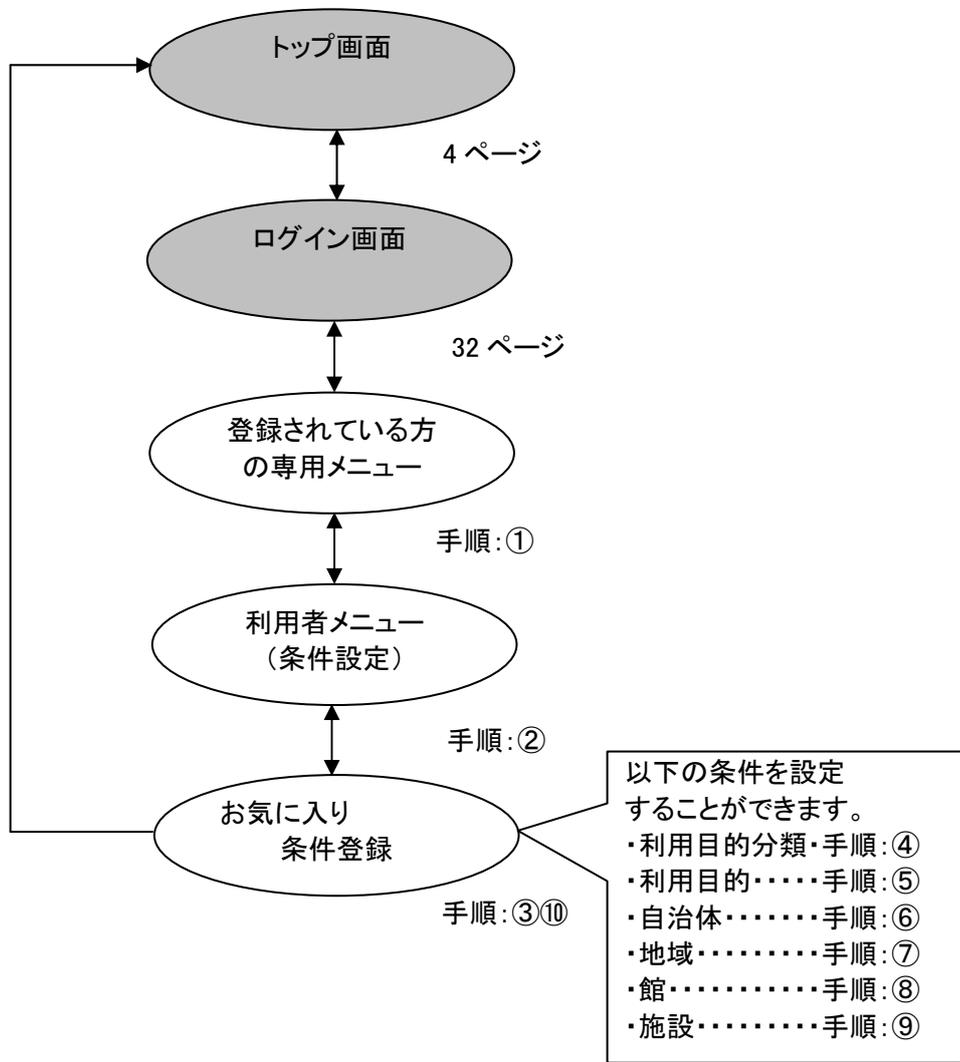 トップ画面
4 ページ
ログイン画面
32 ページ
登録されている方
の専用メニュー
手順:①
利用者メニュー
(条件設定)
手順:②
お気に入り
条件登録
手順:③⑩
以下の条件を設定
することができます。
・利用目的分類・手順:④
・利用目的・・・・・手順:⑤
・自治体・・・・・・・手順:⑥
・地域・・・・・・・・・手順:⑦
・館・・・・・・・・・・・手順:⑧
・施設・・・・・・・・・手順:⑨